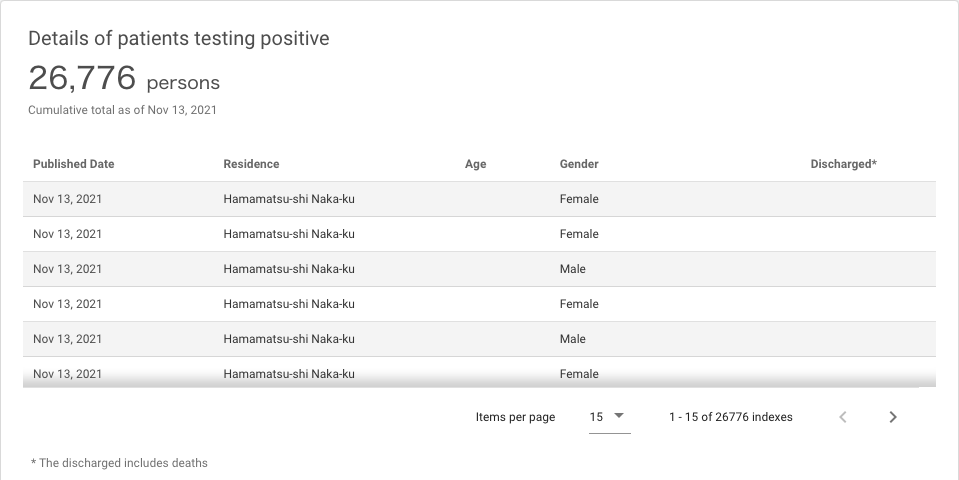 Details of patients testing positive
26,776 persons
Cumulative total as of Nov 13, 2021
Published Date Residence Age Gender Discharged*
Nov 13, 2021 Hamamatsu-shi Naka-ku Female
Nov 13, 2021 Hamamatsu-shi Naka-ku Female
Nov 13, 2021 Hamamatsu-shi Naka-ku Male
Nov 13, 2021 Hamamatsu-shi Naka-ku Female
Nov 13, 2021 Hamamatsu-shi Naka-ku Male
Nov 13, 2021 Hamamatsu-shi Naka-ku Female
Items per page 15 1 - 15 of 26776 indexes
* The discharged includes deaths